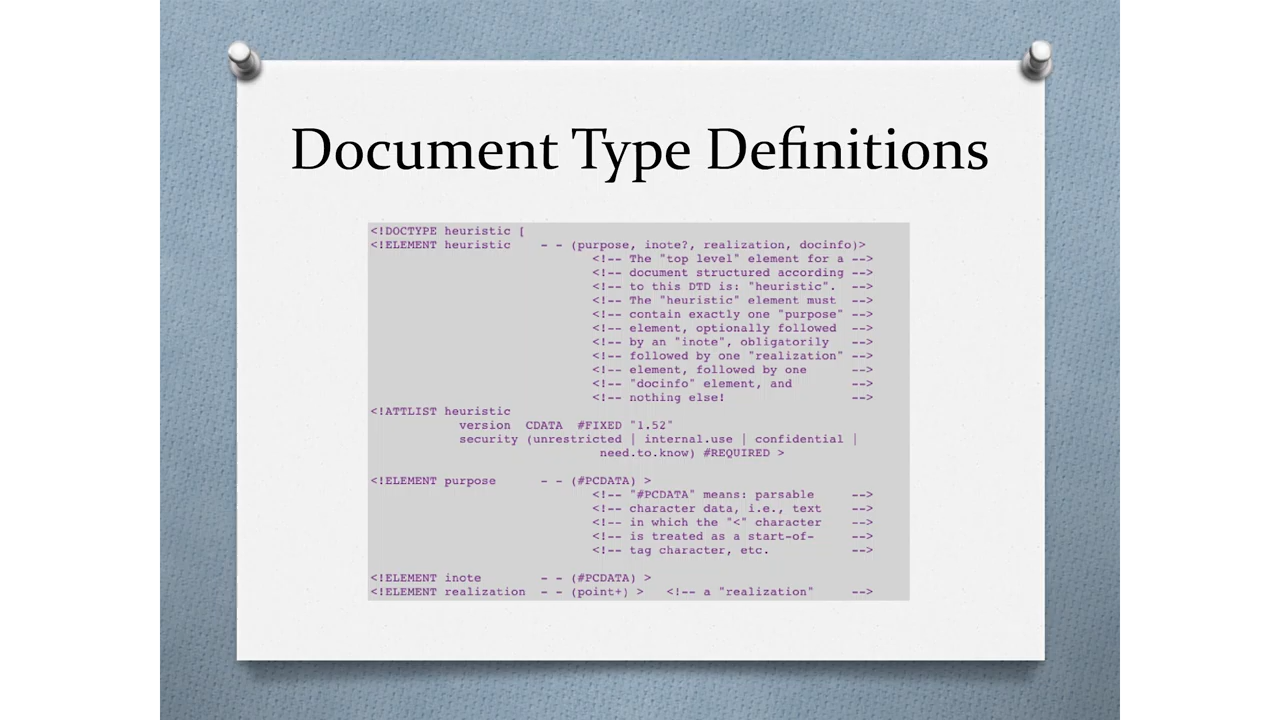 Document Type Definitions
<!DOCTYPE heuristic [
<!ELEMENT heuristic    - - (purpose, inote?, realization, docinfo)>
                              <!-- The "top level" element for a -->
                              <!-- document structured according -->
                              <!-- to this DTD is: "heuristic".  -->
                              <!-- The "heuristic" element must  -->
                              <!-- contain exactly one "purpose" -->
                              <!-- element, optionally followed  -->
                              <!-- by an "inote", obligatorily   -->
                              <!-- followed by one "realization" -->
                              <!-- element, followed by one      -->
                              <!-- "docinfo" element, and        -->
                              <!-- nothing else!                 -->
<!ATTLIST heuristic
            version  CDATA  #FIXED "1.52"
            security (unrestricted | internal.use | confidential |
                               need.to.know) #REQUIRED >
<!ELEMENT purpose      - - (#PCDATA) >
                              <!-- "#PCDATA" means: parsable     -->
                              <!-- character data, i.e., text    -->
                              <!-- in which the "<" character    -->
                              <!-- is treated as a start-of-     -->
                              <!-- tag character, etc.           -->
<!ELEMENT inote        - - (#PCDATA) >
<!ELEMENT realization  - - (point+) >   <!-- a "realization"     -->